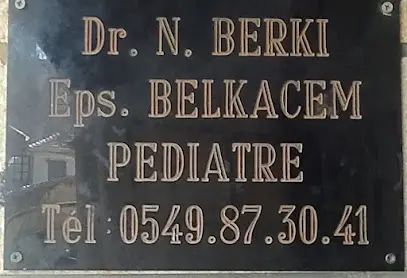 Dr. N. BERKI
Eps. BELKACEM
PEDIATRE
Tél : 0549.87.30.41